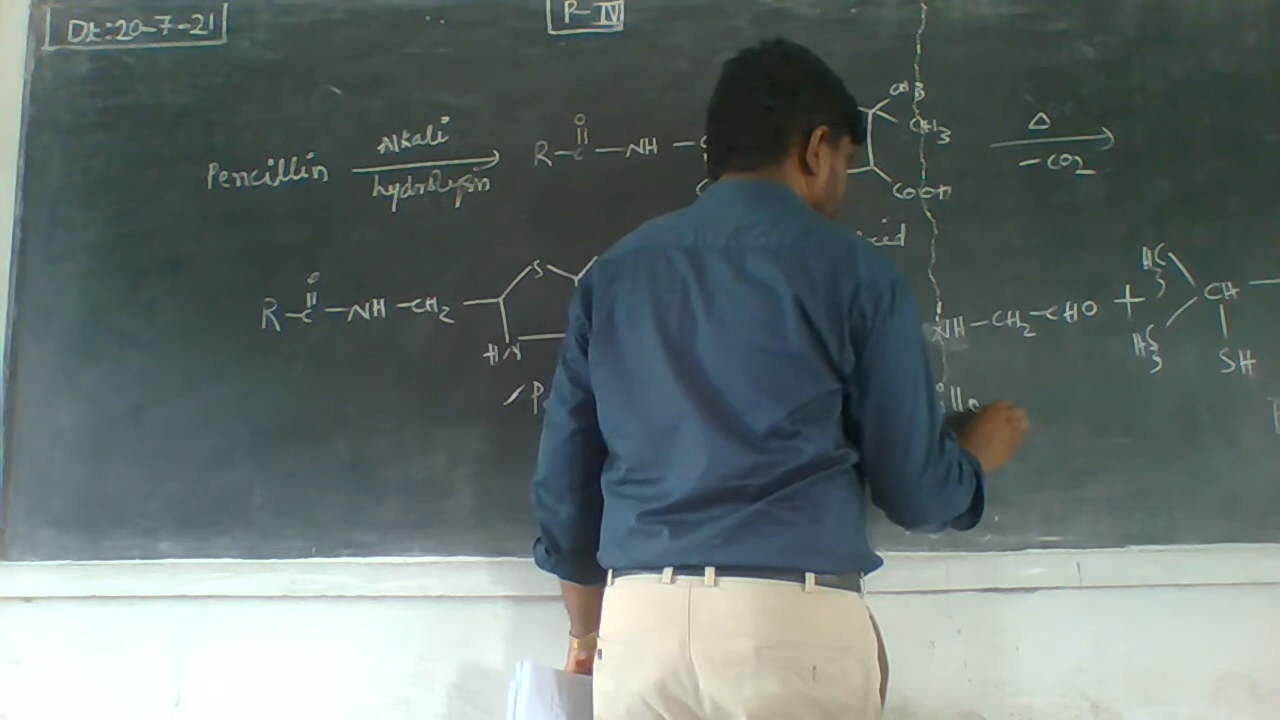 Dt:20-7-21
P-IV
Pencillin Alkali hydrolysis R-C-NH-C CH3 CH3 COOH Δ -CO2
O
cid
O
R-C-NH-CH2 S HN NH-CH2-CHO + H3C H3C CH SH